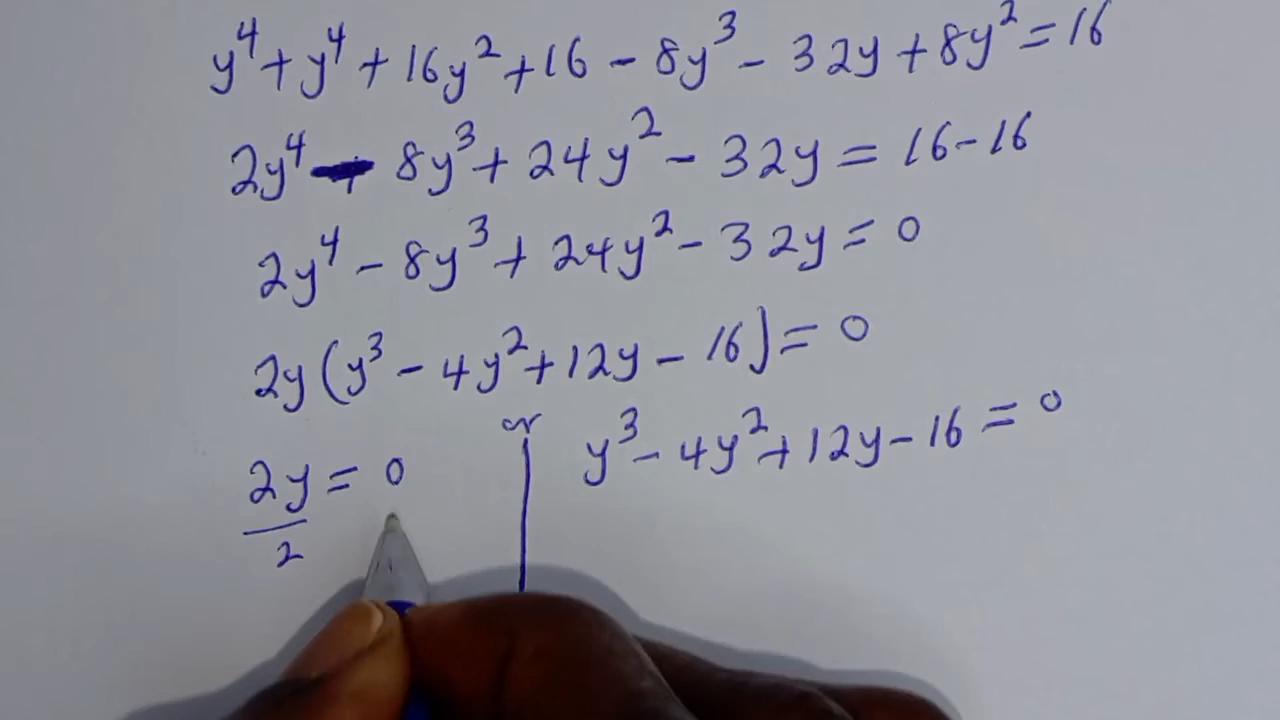 y⁴ + y⁴ + 16y² + 16 - 8y³ - 32y + 8y² = 16
2y⁴ - 8y³ + 24y² - 32y = 16 - 16
2y⁴ - 8y³ + 24y² - 32y = 0
2y(y³ - 4y² + 12y - 16) = 0
2y = 0 or y³ - 4y² + 12y - 16 = 0
2